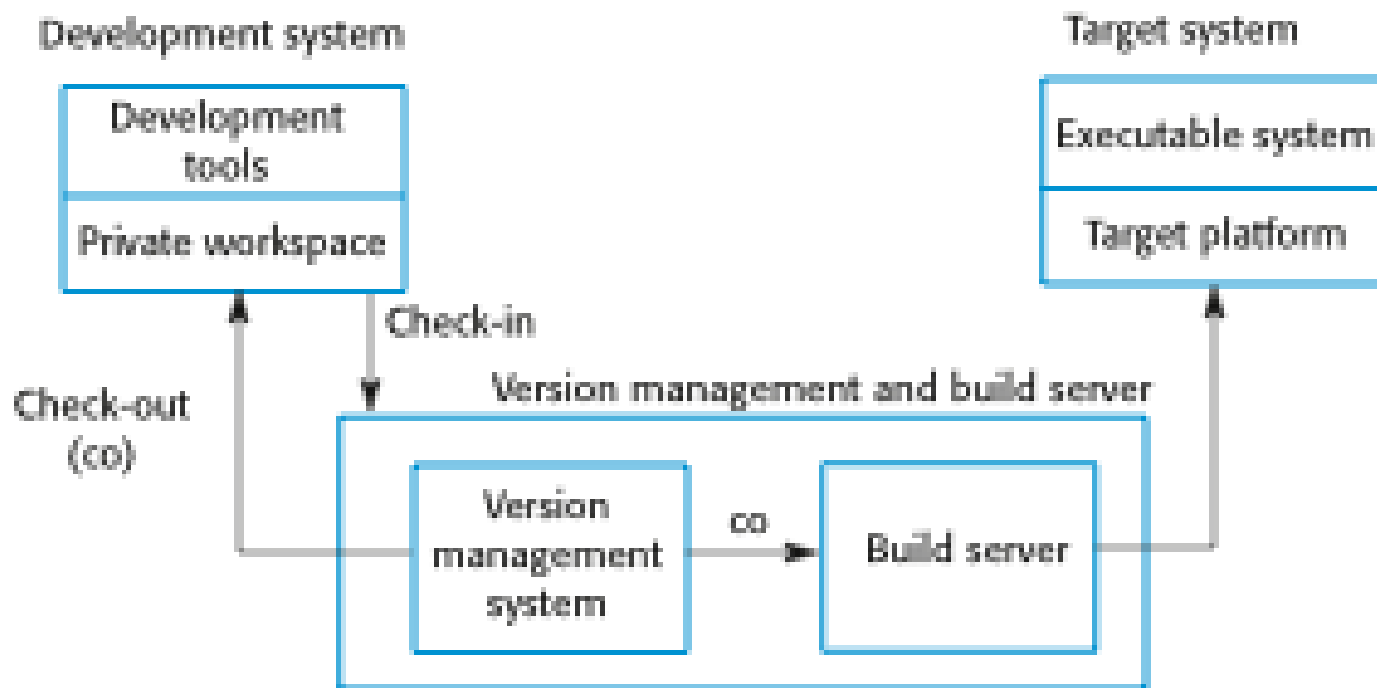 Development system
Target system
Development
tools
Private workspace
Executable system
Target platform
Check-in
Check-out
(co)
Version management and build server
Version
management
system
co
Build server